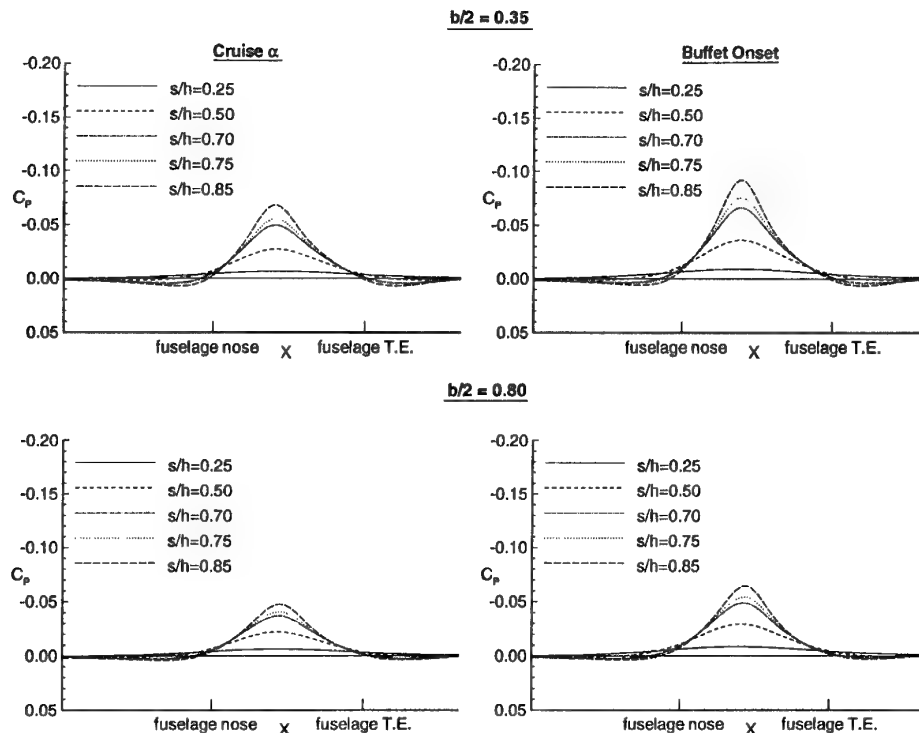 b/2 = 0.35
Cruise α
-0.20
-0.15
-0.10
-0.05
0.00
0.05
Cp
s/h=0.25
s/h=0.50
s/h=0.70
s/h=0.75
s/h=0.85
fuselage nose
X
fuselage T.E.
Buffet Onset
-0.20
-0.15
-0.10
-0.05
0.00
0.05
Cp
s/h=0.25
s/h=0.50
s/h=0.70
s/h=0.75
s/h=0.85
fuselage nose
X
fuselage T.E.
b/2 = 0.80
-0.20
-0.15
-0.10
-0.05
0.00
0.05
Cp
s/h=0.25
s/h=0.50
s/h=0.70
s/h=0.75
s/h=0.85
fuselage nose
X
fuselage T.E.
-0.20
-0.15
-0.10
-0.05
0.00
0.05
Cp
s/h=0.25
s/h=0.50
s/h=0.70
s/h=0.75
s/h=0.85
fuselage nose
X
fuselage T.E.